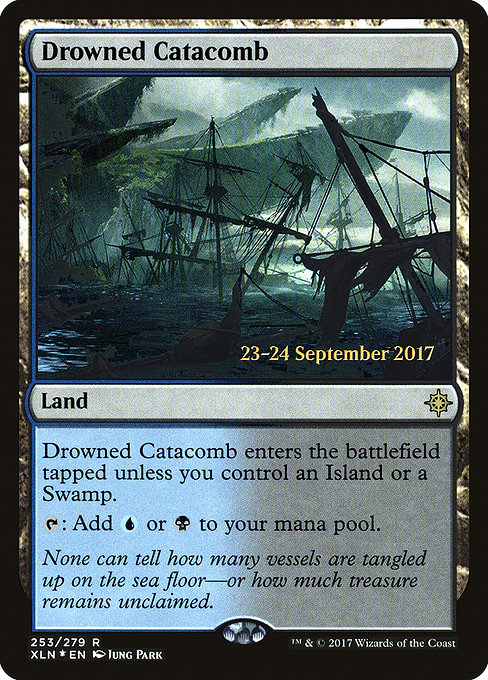 Drowned Catacomb
23–24 September 2017
Land
Drowned Catacomb enters the battlefield
tapped unless you control an Island or a
Swamp.
: Add or to your mana pool.
None can tell how many vessels are tangled
up on the sea floor—or how much treasure
remains unclaimed.
253/279 R
XLN★EN Jung Park
™ & © 2017 Wizards of the Coast